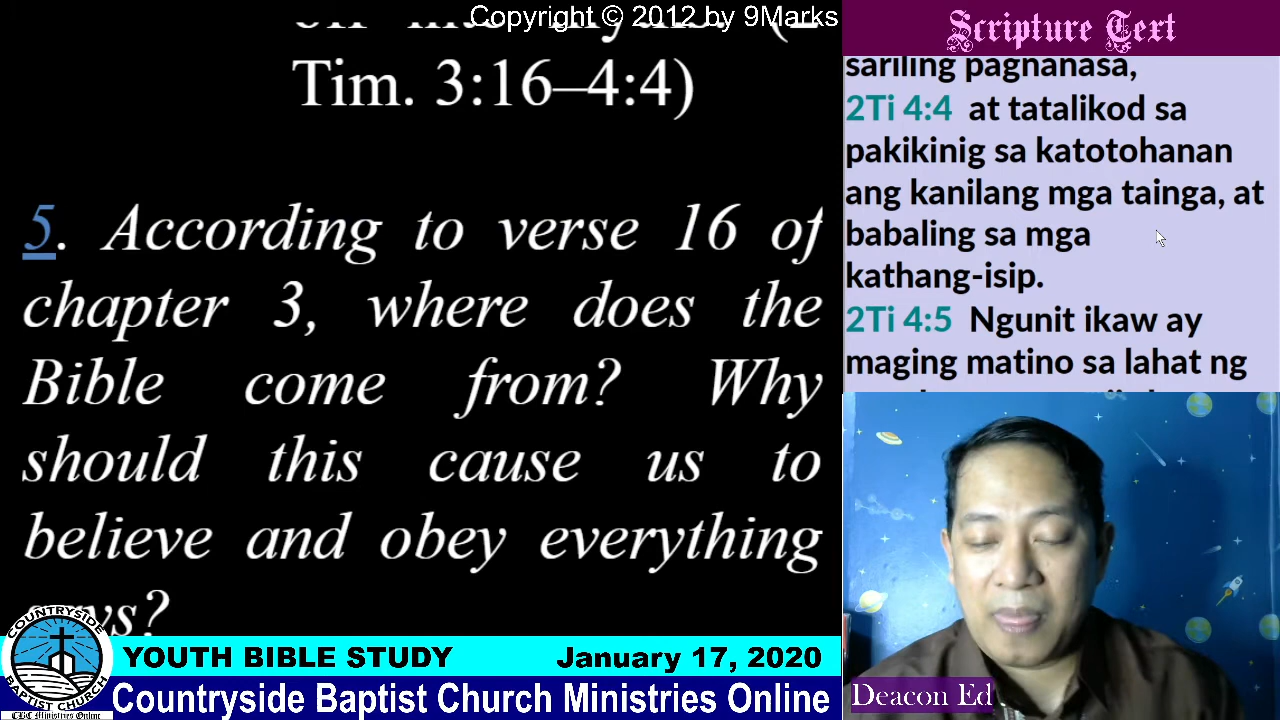 Copyright © 2012 by 9Marks
Tim. 3:16–4:4)
5. According to verse 16 of
chapter 3, where does the
Bible come from? Why
should this cause us to
believe and obey everything
YOUTH BIBLE STUDY January 17, 2020
Countryside Baptist Church Ministries Online
COUNTRYSIDE
BAPTIST CHURCH
CBC Ministries Online
Scripture Text
sariling pagnanasa,
2Ti 4:4 at tatalikod sa
pakikinig sa katotohanan
ang kanilang mga tainga, at
babaling sa mga
kathang-isip.
2Ti 4:5 Ngunit ikaw ay
maging matino sa lahat ng
Deacon Ed